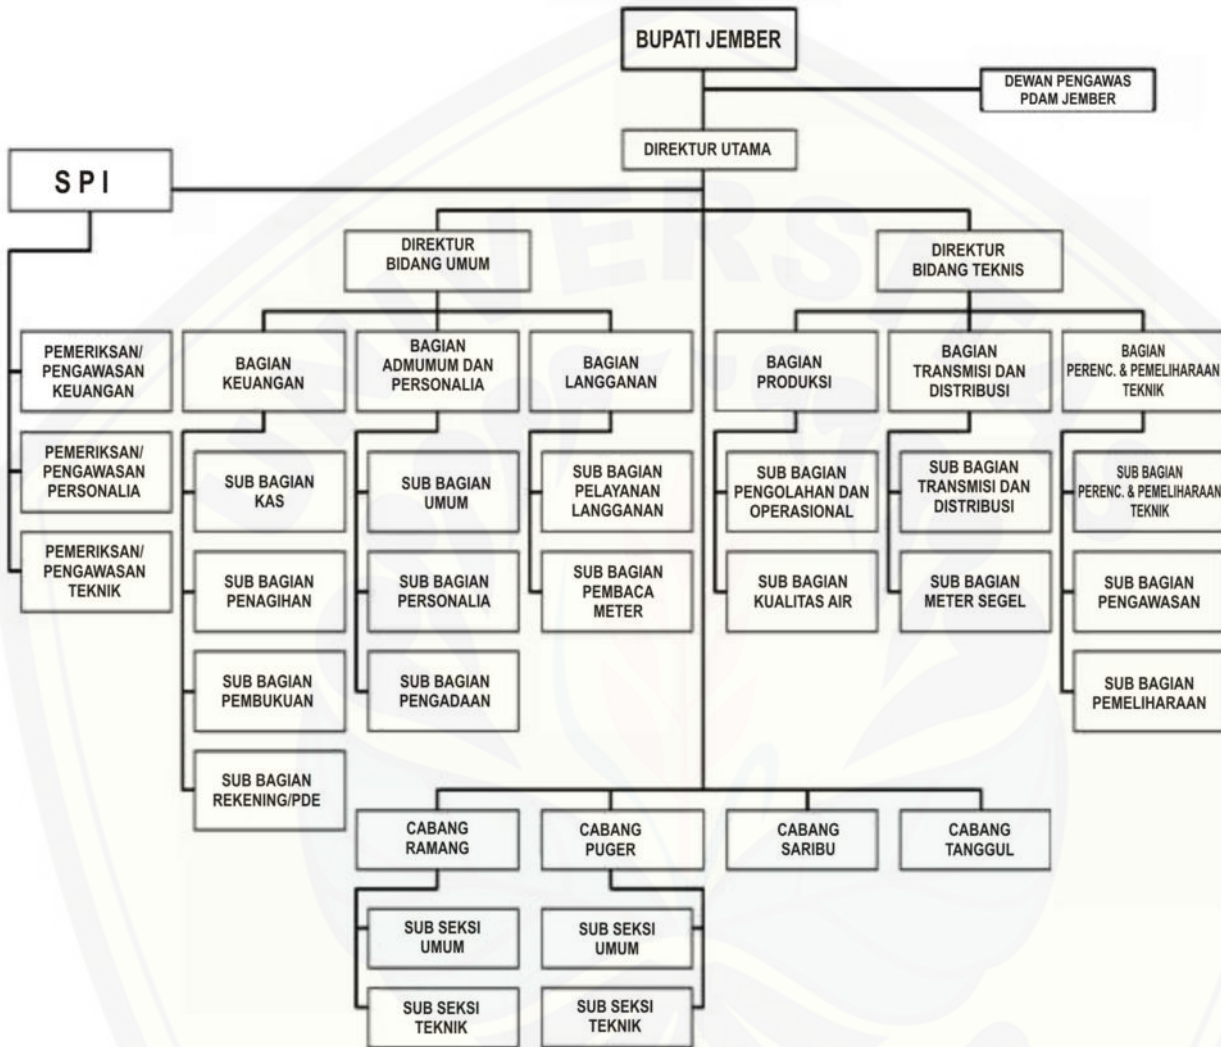 BUPATI JEMBER
DEWAN PENGAWAS
PDAM JEMBER
DIREKTUR UTAMA
S P I
DIREKTUR
BIDANG UMUM
DIREKTUR
BIDANG TEKNIS
PEMERIKSAN/
PENGAWASAN
KEUANGAN
BAGIAN
KEUANGAN
BAGIAN
ADMUMUM DAN
PERSONALIA
BAGIAN
LANGGANAN
BAGIAN
PRODUKSI
BAGIAN
TRANSMISI DAN
DISTRIBUSI
BAGIAN
PERENC. & PEMELIHARAAN
TEKNIK
PEMERIKSAN/
PENGAWASAN
PERSONALIA
SUB BAGIAN
KAS
SUB BAGIAN
UMUM
SUB BAGIAN
PELAYANAN
LANGGANAN
SUB BAGIAN
PENGOLAHAN DAN
OPERASIONAL
SUB BAGIAN
TRANSMISI DAN
DISTRIBUSI
SUB BAGIAN
PERENC. & PEMELIHARAAN
TEKNIK
PEMERIKSAN/
PENGAWASAN
TEKNIK
SUB BAGIAN
PENAGIHAN
SUB BAGIAN
PERSONALIA
SUB BAGIAN
PEMBACA
METER
SUB BAGIAN
KUALITAS AIR
SUB BAGIAN
METER SEGEL
SUB BAGIAN
PENGAWASAN
SUB BAGIAN
PEMBUKUAN
SUB BAGIAN
PENGADAAN
SUB BAGIAN
PEMELIHARAAN
SUB BAGIAN
REKENING/PDE
CABANG
RAMANG
CABANG
PUGER
CABANG
SARIBU
CABANG
TANGGUL
SUB SEKSI
UMUM
SUB SEKSI
UMUM
SUB SEKSI
TEKNIK
SUB SEKSI
TEKNIK